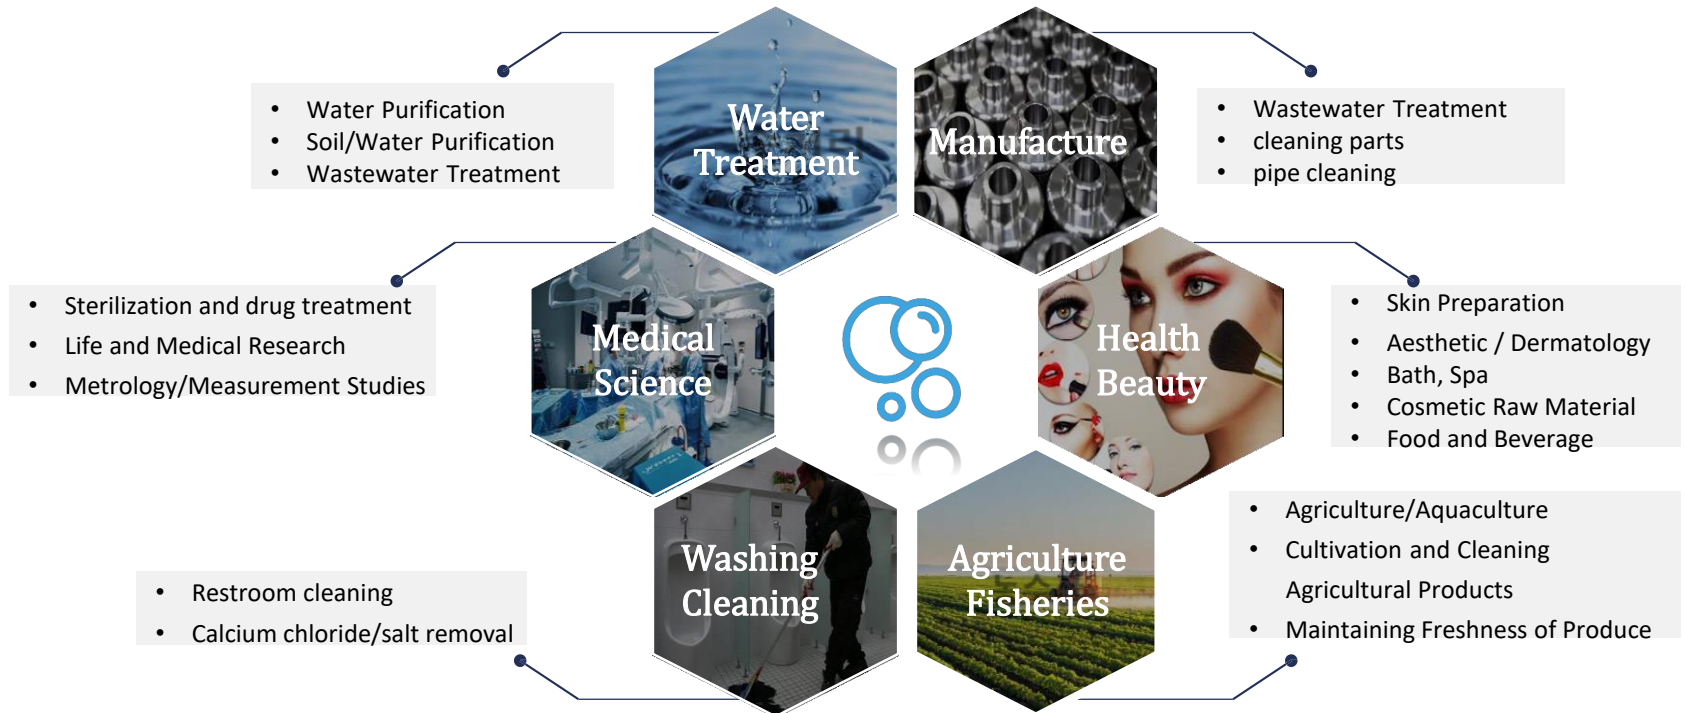 Water
Treatment
• Water Purification
• Soil/Water Purification
• Wastewater Treatment
Manufacture
• Wastewater Treatment
• cleaning parts
• pipe cleaning
Medical
Science
• Sterilization and drug treatment
• Life and Medical Research
• Metrology/Measurement Studies
Health
Beauty
• Skin Preparation
• Aesthetic / Dermatology
• Bath, Spa
• Cosmetic Raw Material
• Food and Beverage
Washing
Cleaning
• Restroom cleaning
• Calcium chloride/salt removal
Agriculture
Fisheries
• Agriculture/Aquaculture
• Cultivation and Cleaning
Agricultural Products
• Maintaining Freshness of Produce